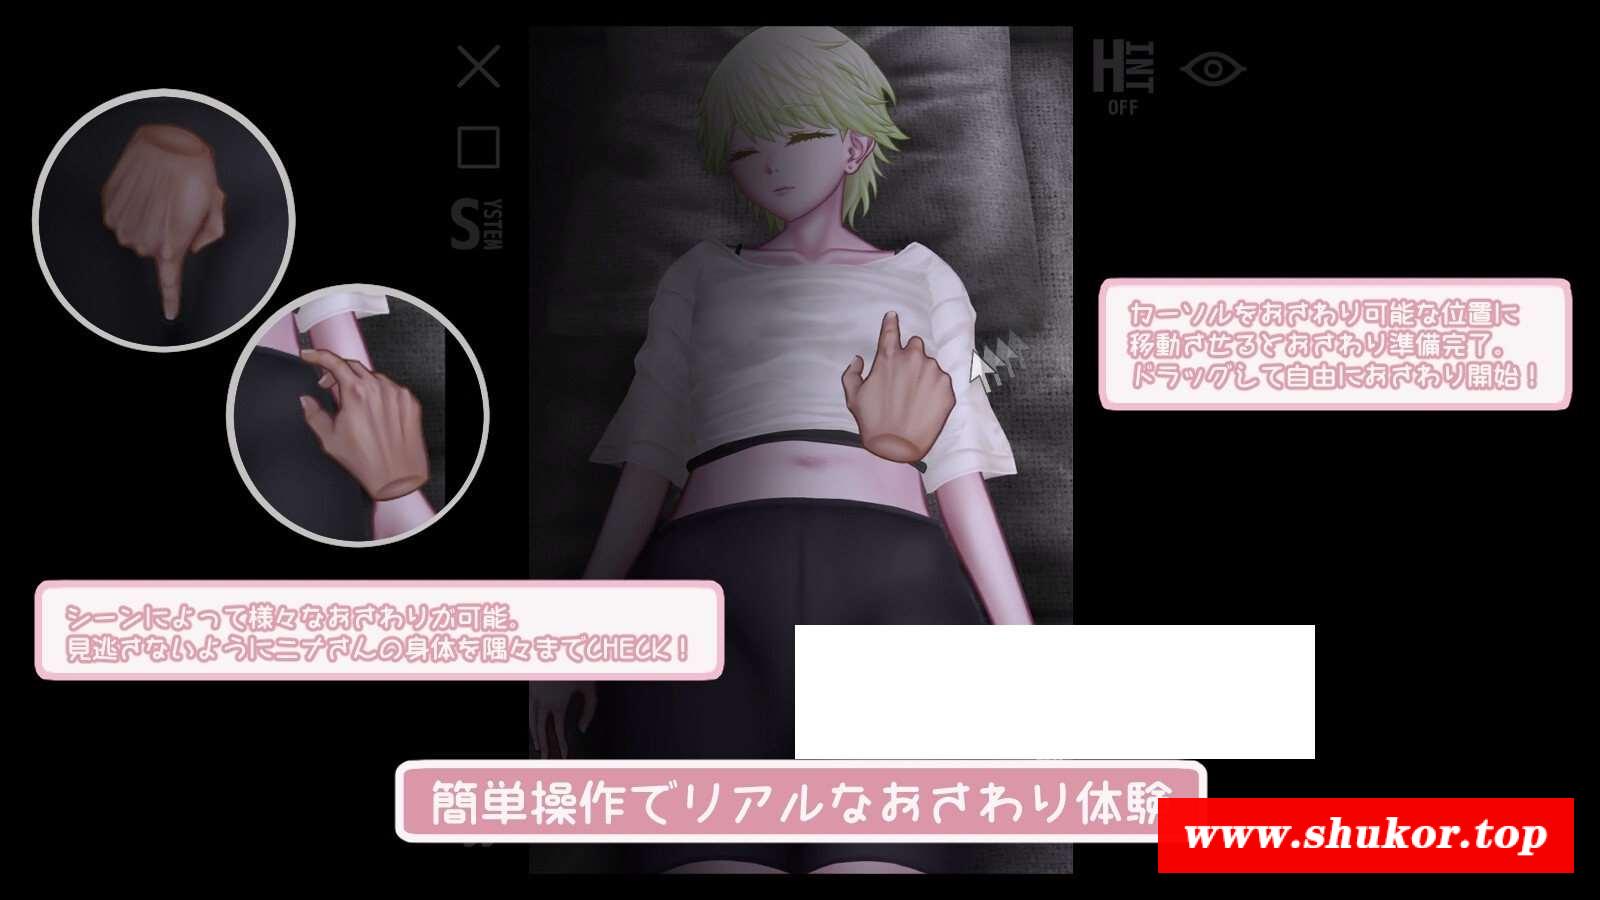 HINT
OFF
SYSTEM
カーソルをおさわり可能な位置に
移動させるとおさわり準備完了。
ドラッグして自由におさわり開始！
シーンによって様々なおさわりが可能。
見逃さないようにニナさんの身体を隅々までCHECK！
簡単操作でリアルなおさわり体験
www.shukor.top